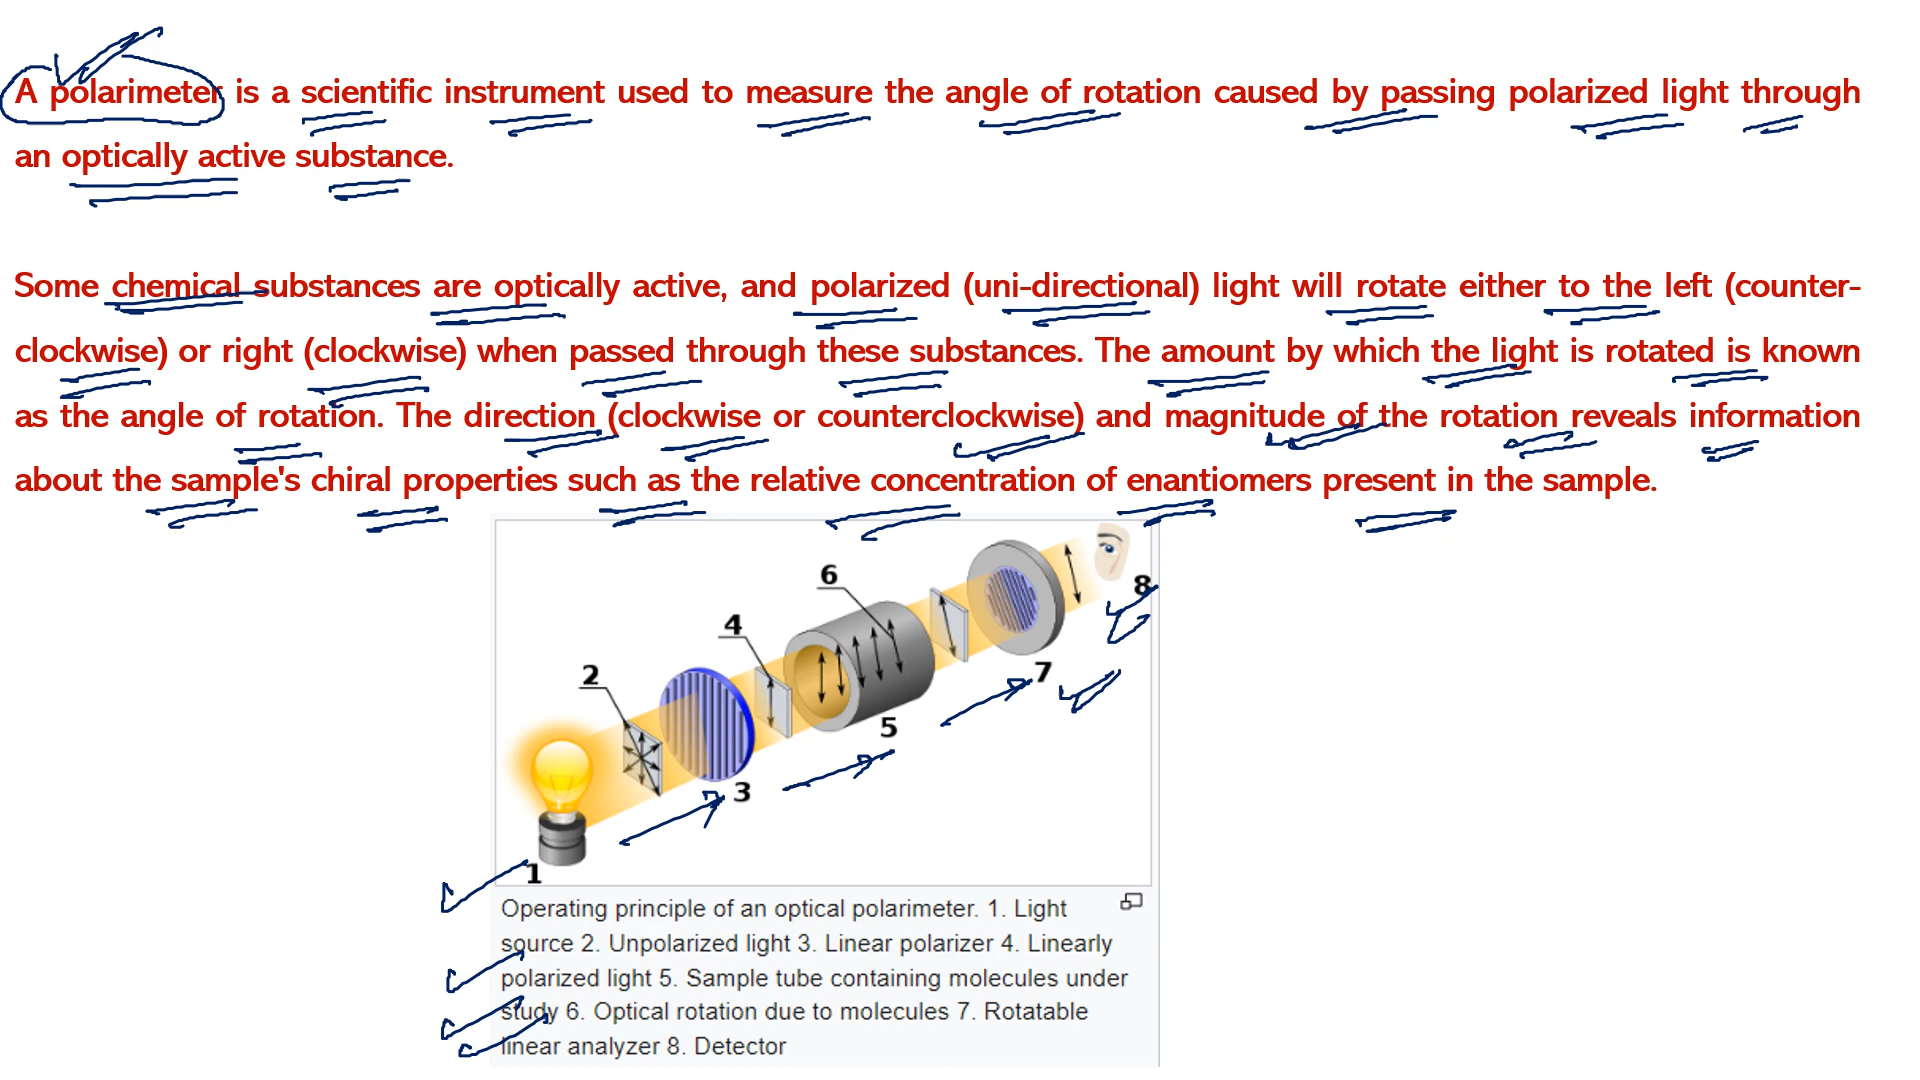 A polarimeter is a scientific instrument used to measure the angle of rotation caused by passing polarized light through
an optically active substance.
Some chemical substances are optically active, and polarized (uni-directional) light will rotate either to the left (counter-
clockwise) or right (clockwise) when passed through these substances. The amount by which the light is rotated is known
as the angle of rotation. The direction (clockwise or counterclockwise) and magnitude of the rotation reveals information
about the sample's chiral properties such as the relative concentration of enantiomers present in the sample.
6
8
4
7
2
5
3
1
Operating principle of an optical polarimeter. 1. Light
source 2. Unpolarized light 3. Linear polarizer 4. Linearly
polarized light 5. Sample tube containing molecules under
study 6. Optical rotation due to molecules 7. Rotatable
linear analyzer 8. Detector